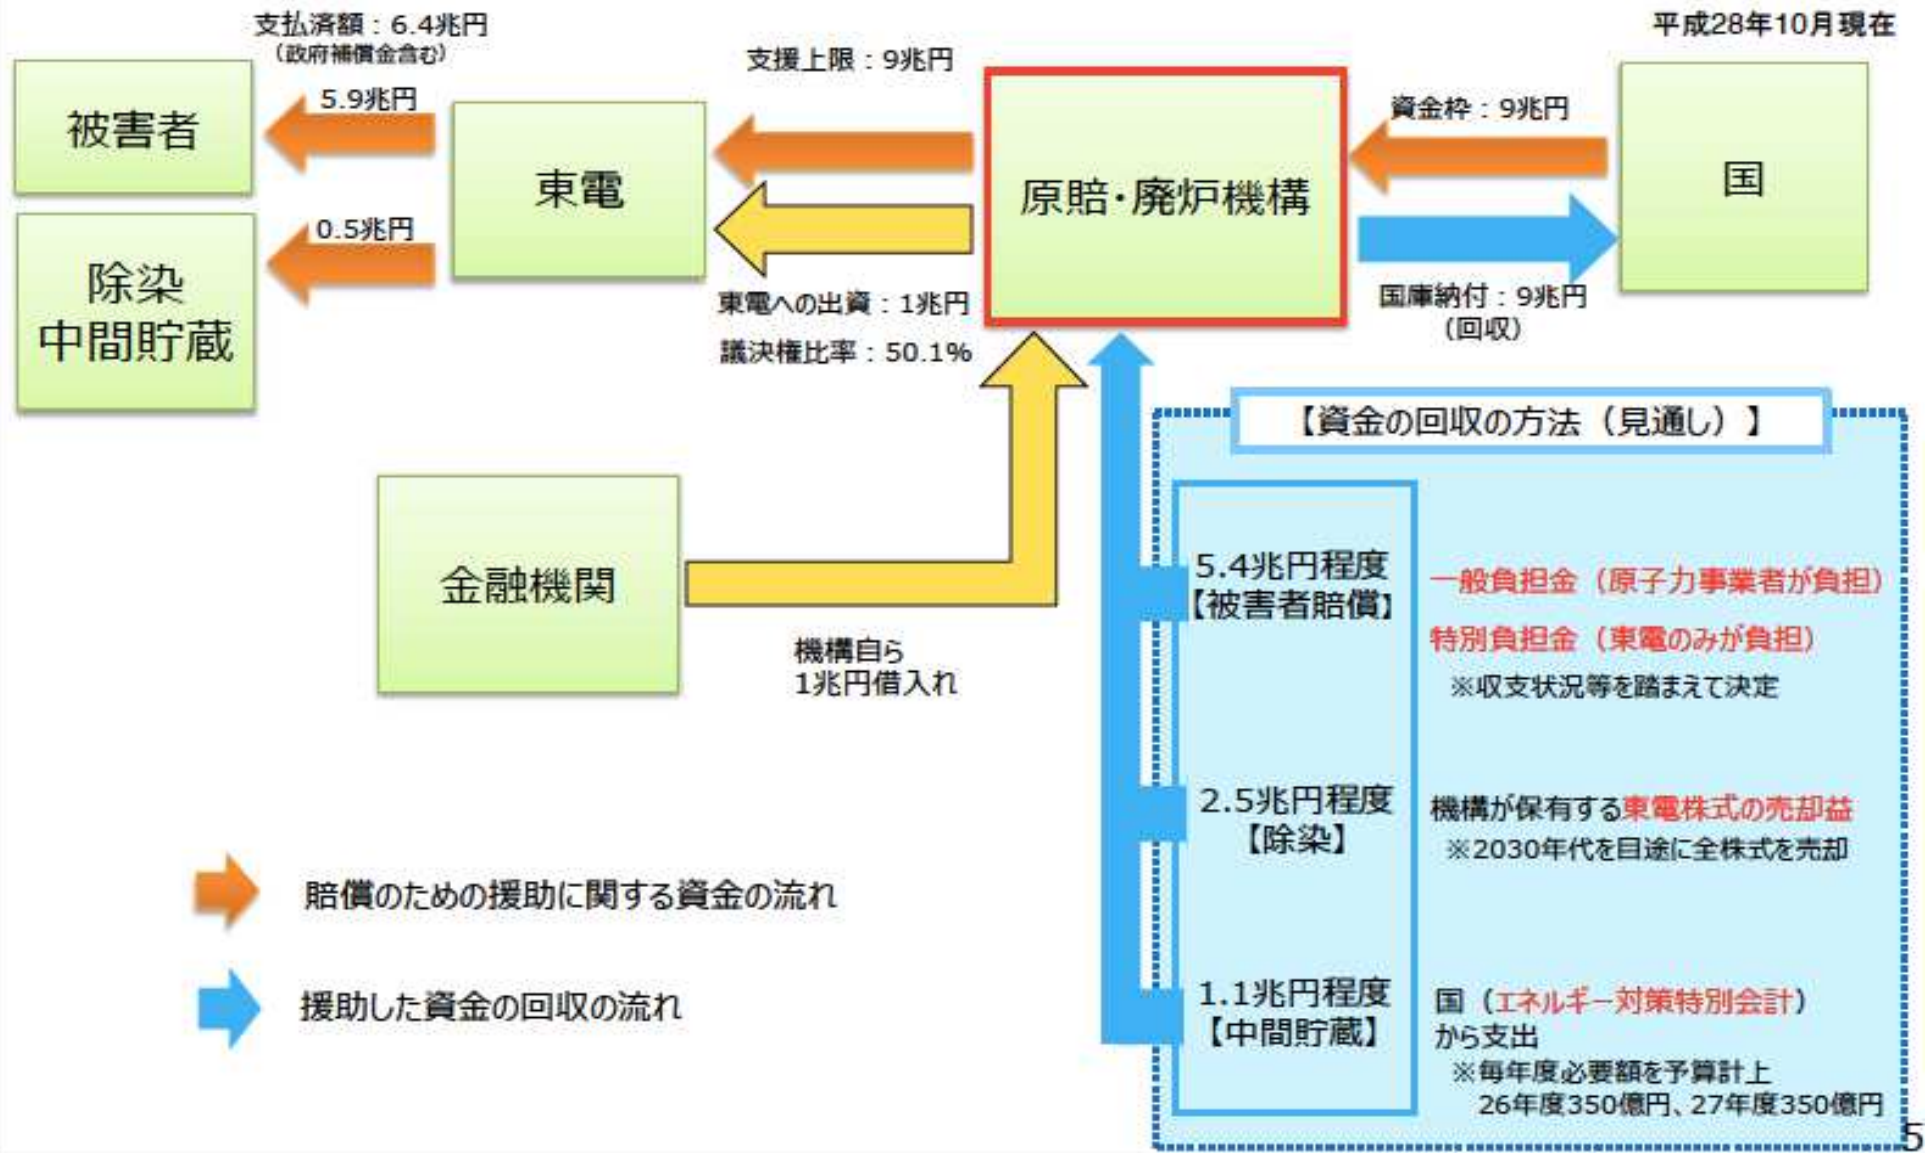 支払済額：6.4兆円
（政府補償金含む）
平成28年10月現在
被害者
5.9兆円
東電
支援上限：9兆円
原賠・廃炉機構
資金枠：9兆円
国
除染
中間貯蔵
0.5兆円
東電への出資：1兆円
議決権比率：50.1%
国庫納付：9兆円
（回収）
金融機関
機構自ら
1兆円借入れ
【資金の回収の方法（見通し）】
5.4兆円程度
【被害者賠償】
一般負担金（原子力事業者が負担）
特別負担金（東電のみが負担）
※収支状況等を踏まえて決定
2.5兆円程度
【除染】
機構が保有する東電株式の売却益
※2030年代を目途に全株式を売却
1.1兆円程度
【中間貯蔵】
国（エネルギー対策特別会計）
から支出
※毎年度必要額を予算計上
26年度350億円、27年度350億円
賠償のための援助に関する資金の流れ
援助した資金の回収の流れ
5